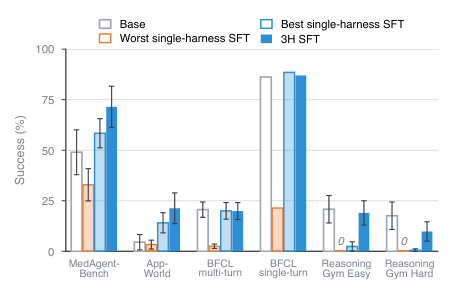 Base
Worst single-harness SFT
Best single-harness SFT
3H SFT
Success (%)
100
75
50
25
0
0
0
MedAgent-
Bench
App-
World
BFCL
multi-turn
BFCL
single-turn
Reasoning
Gym Easy
Reasoning
Gym Hard